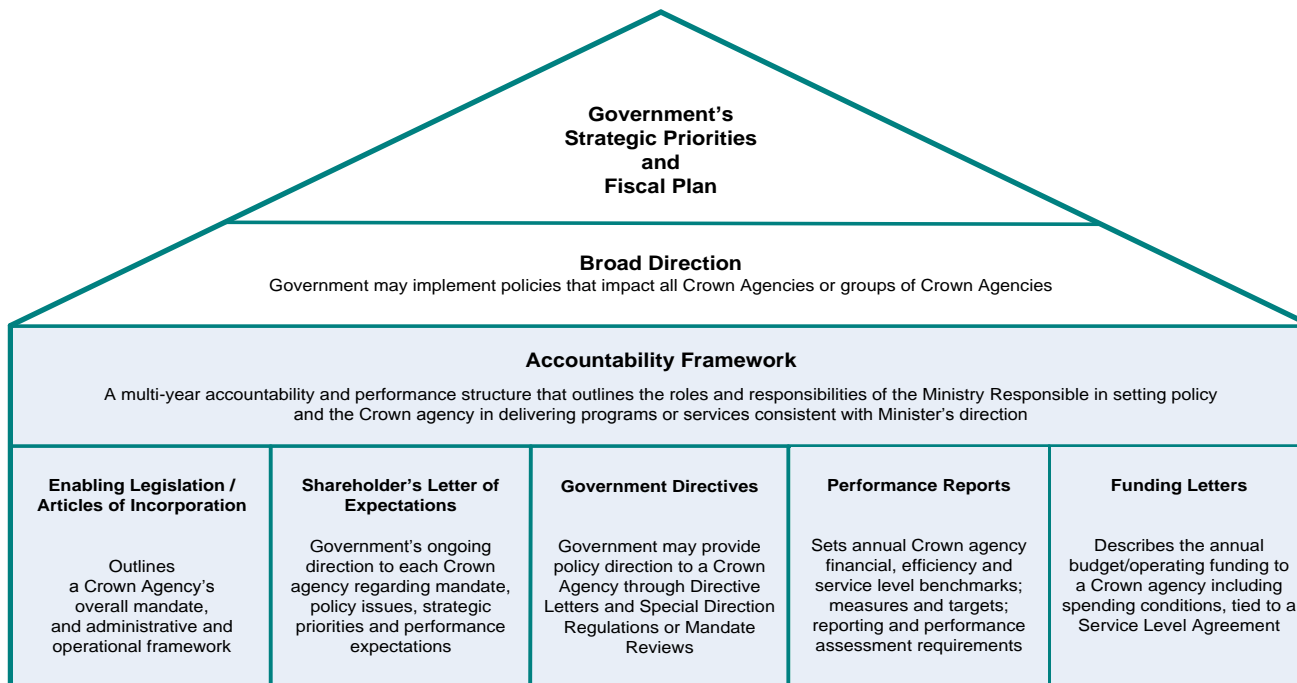 Government's
Strategic Priorities
and
Fiscal Plan
Broad Direction
Government may implement policies that impact all Crown Agencies or groups of Crown Agencies
Accountability Framework
A multi-year accountability and performance structure that outlines the roles and responsibilities of the Ministry Responsible in setting policy
and the Crown agency in delivering programs or services consistent with Minister's direction
Enabling Legislation /
Articles of Incorporation
Outlines
a Crown Agency's
overall mandate,
and administrative and
operational framework
Shareholder's Letter of
Expectations
Government's ongoing
direction to each Crown
agency regarding mandate,
policy issues, strategic
priorities and performance
expectations
Government Directives
Government may provide
policy direction to a Crown
Agency through Directive
Letters and Special Direction
Regulations or Mandate
Reviews
Performance Reports
Sets annual Crown agency
financial, efficiency and
service level benchmarks;
measures and targets;
reporting and performance
assessment requirements
Funding Letters
Describes the annual
budget/operating funding to
a Crown agency including
spending conditions, tied to a
Service Level Agreement